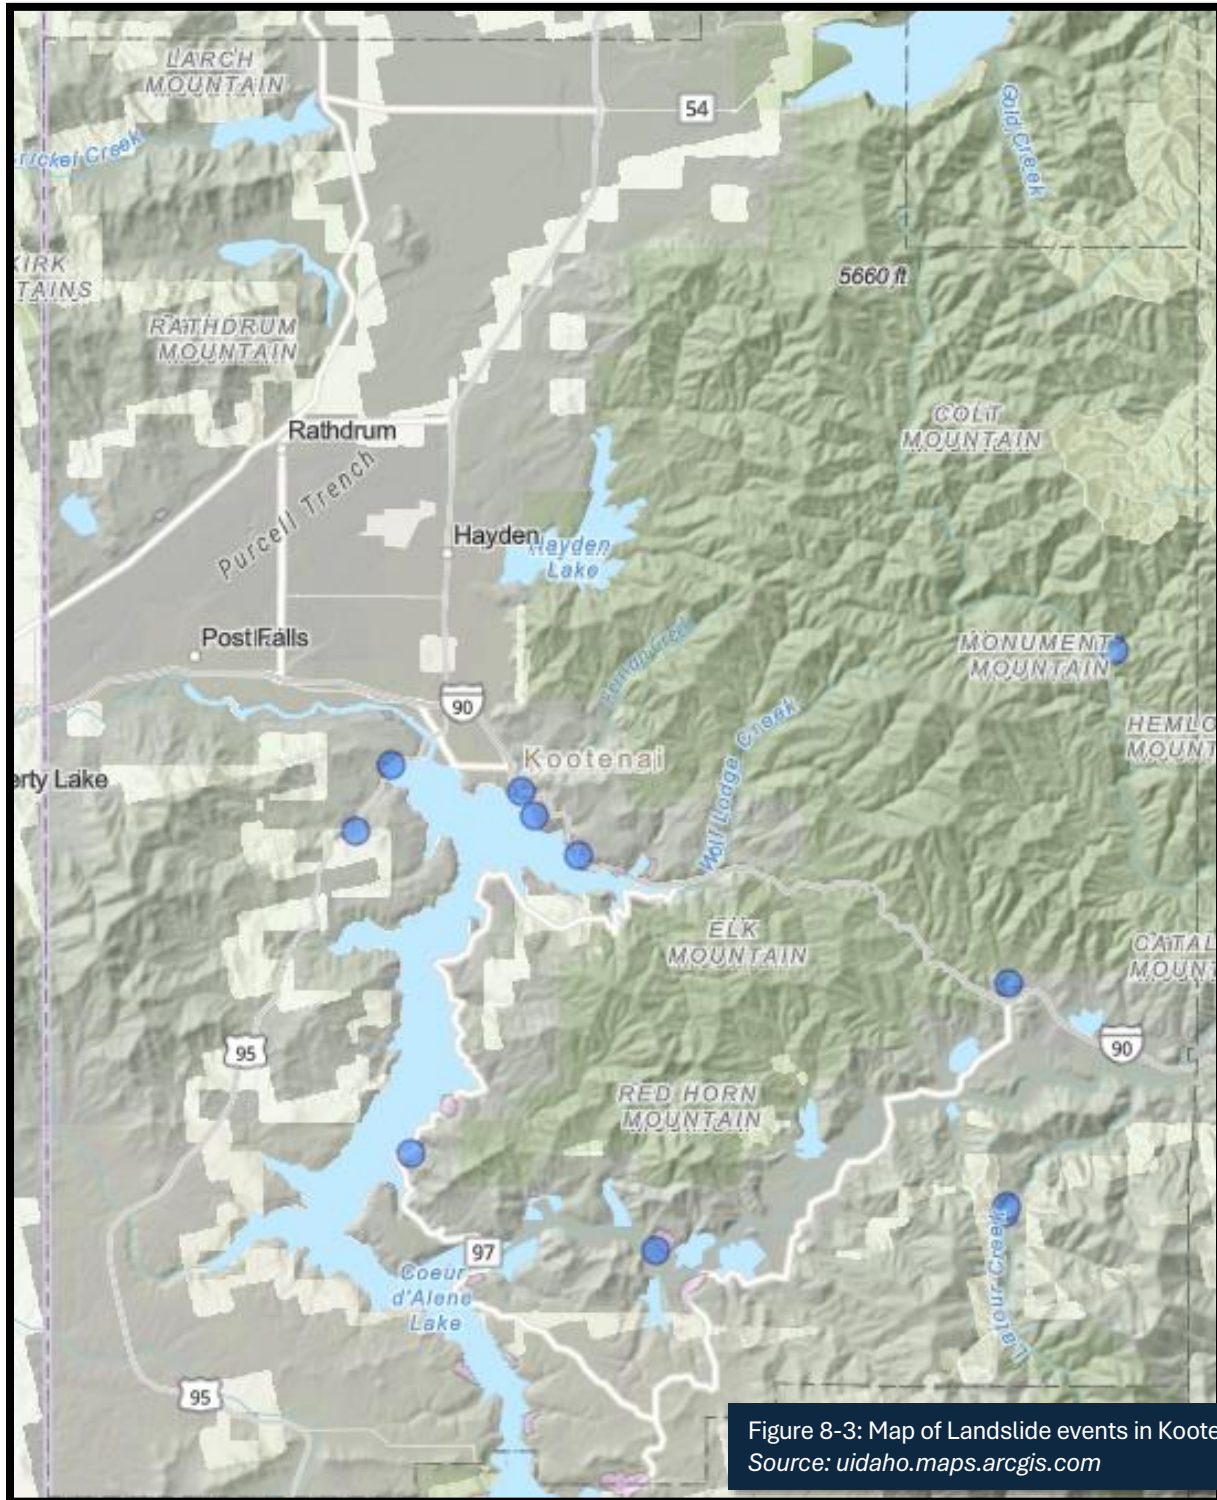 LARCH
MOUNTAIN
54
Gold Creek
Creek
KIRK
TAINS
5660 ft
RATHDRUM
MOUNTAIN
COLT
MOUNTAIN
Rathdrum
Purcell Trench
Hayden
Hayden
Lake
Post Falls
MONUMENT
MOUNTAIN
90
HEMLO
MOUNT
Kootenai
erty Lake
Wolf Lodge Creek
ELK
MOUNTAIN
CATAL
MOUNT
95
90
RED HORN
MOUNTAIN
97
Coeur
d'Alene
Lake
Latour Creek
95
Figure 8-3: Map of Landslide events in Koote
Source: uidaho.maps.arcgis.com